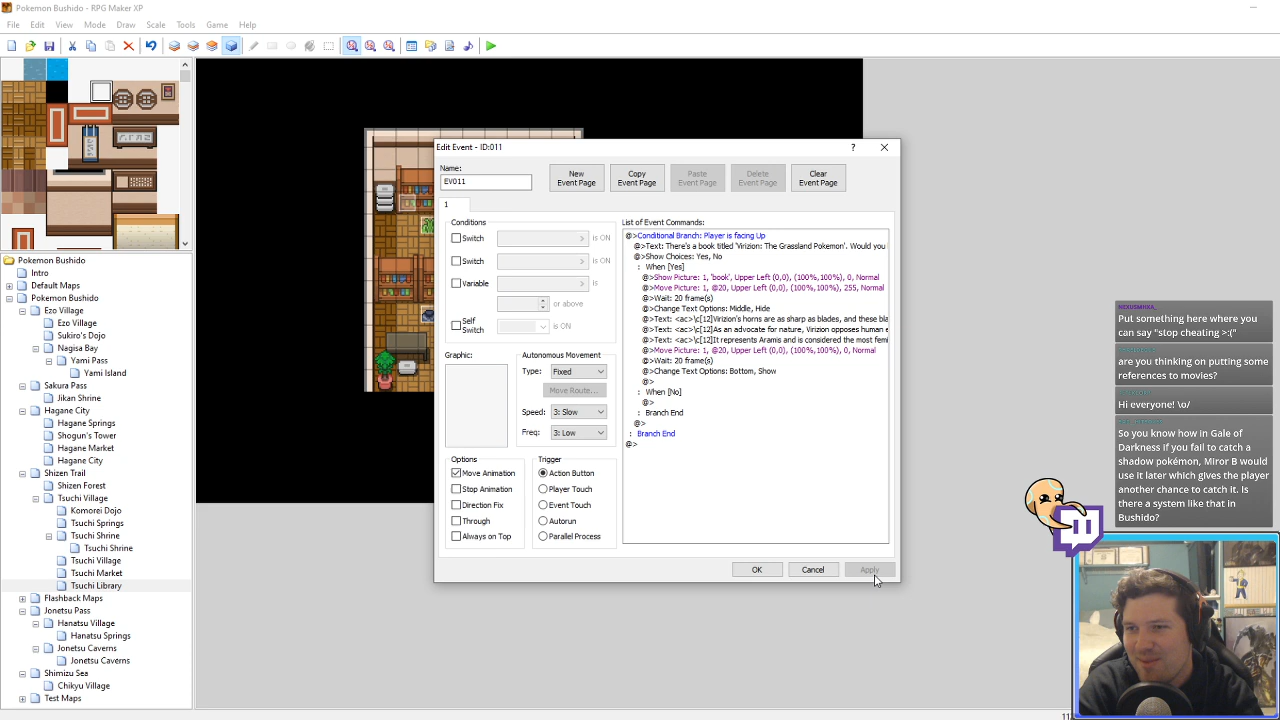 Pokemon Bushido - RPG Maker XP
File Edit View Mode Draw Scale Tools Game Help
Edit Event - ID:011
Name:
EV011
New Event Page
Copy Event Page
Paste Event Page
Delete Event Page
Clear Event Page
1
Conditions
Switch is ON
Switch is ON
Variable is
or above
Self Switch is ON
Graphic:
Autonomous Movement
Type: Fixed
Move Route...
Speed: 3: Slow
Freq: 3: Low
Options
Move Animation
Stop Animation
Direction Fix
Through
Always on Top
Trigger
Action Button
Player Touch
Event Touch
Autorun
Parallel Process
List of Event Commands:
@>Conditional Branch: Player is facing Up
@>Text: There's a book titled 'Virizion: The Grassland Pokemon'. Would you
@>Show Choices: Yes, No
: When [Yes]
@>Show Picture: 1, 'book', Upper Left (0,0), (100%,100%), 0, Normal
@>Move Picture: 1, @20, Upper Left (0,0), (100%,100%), 255, Normal
@>Wait: 20 frame(s)
@>Change Text Options: Middle, Hide
@>Text: <ac>\c[12]Virizion's horns are as sharp as blades, and these bla
@>Text: <ac>\c[12]As an advocate for nature, Virizion opposes human e
@>Text: <ac>\c[12]It represents Aramis and is considered the most femi
@>Move Picture: 1, @20, Upper Left (0,0), (100%,100%), 0, Normal
@>Wait: 20 frame(s)
@>Change Text Options: Bottom, Show
@>
: When [No]
@>
: Branch End
@>
: Branch End
@>
OK
Cancel
Apply
Pokemon Bushido
Intro
Default Maps
Pokemon Bushido
Ezo Village
Ezo Village
Sukiro's Dojo
Nagisa Bay
Yami Pass
Yami Island
Sakura Pass
Jikan Shrine
Hagane City
Hagane Springs
Shogun's Tower
Hagane Market
Hagane City
Shizen Trail
Shizen Forest
Tsuchi Village
Komorei Dojo
Tsuchi Springs
Tsuchi Shrine
Tsuchi Shrine
Tsuchi Village
Tsuchi Market
Tsuchi Library
Flashback Maps
Jonetsu Pass
Hanatsu Village
Hanatsu Springs
Jonetsu Caverns
Jonetsu Caverns
Shimizu Sea
Chikyu Village
Test Maps
Put something here where you
can say "stop cheating >:("
are you thinking on putting some
references to movies?
Hi everyone! \o/
So you know how in Gale of
Darkness if you fail to catch a
shadow pokémon, Miror B would
use it later which gives the player
another chance to catch it. Is
there a system like that in
Bushido?